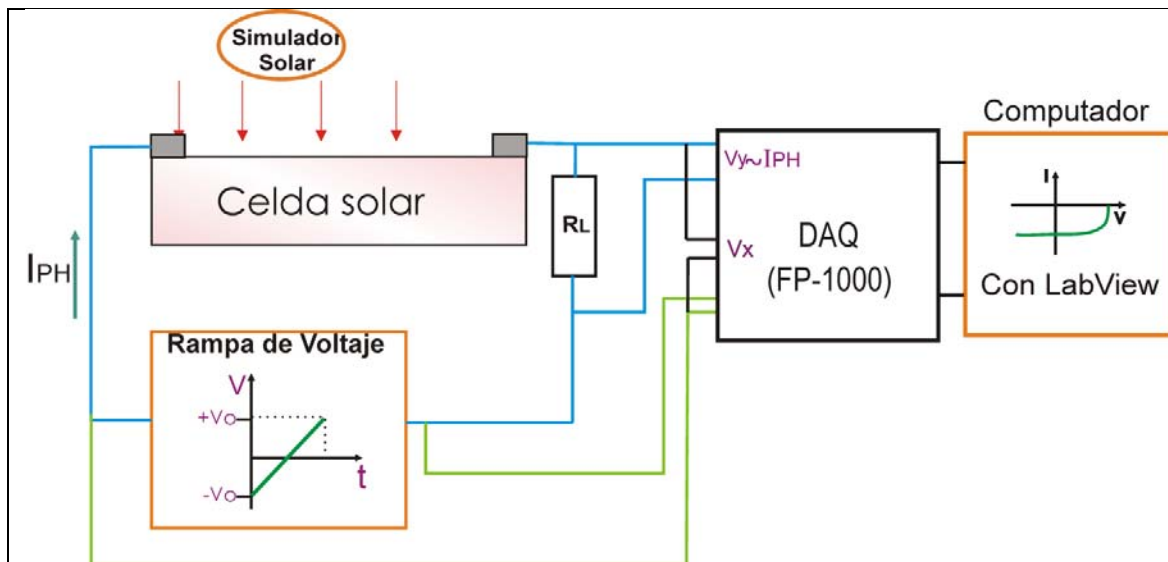 Simulador
Solar
Computador
Celda solar
RL
Vy~IPH
Vx
DAQ
(FP-1000)
I
V
Con LabView
IPH
Rampa de Voltaje
V
+Vo
t
-Vo